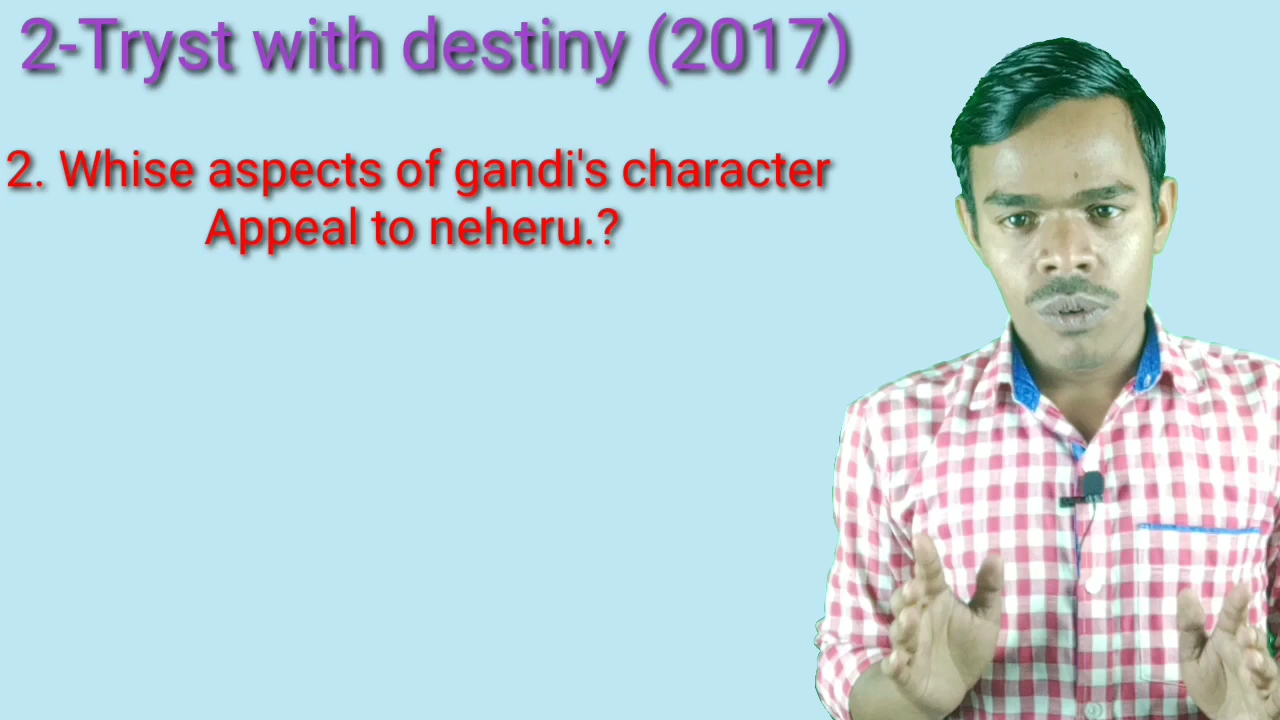 2-Tryst with destiny (2017)
2. Whise aspects of gandi's character
Appeal to neheru.?